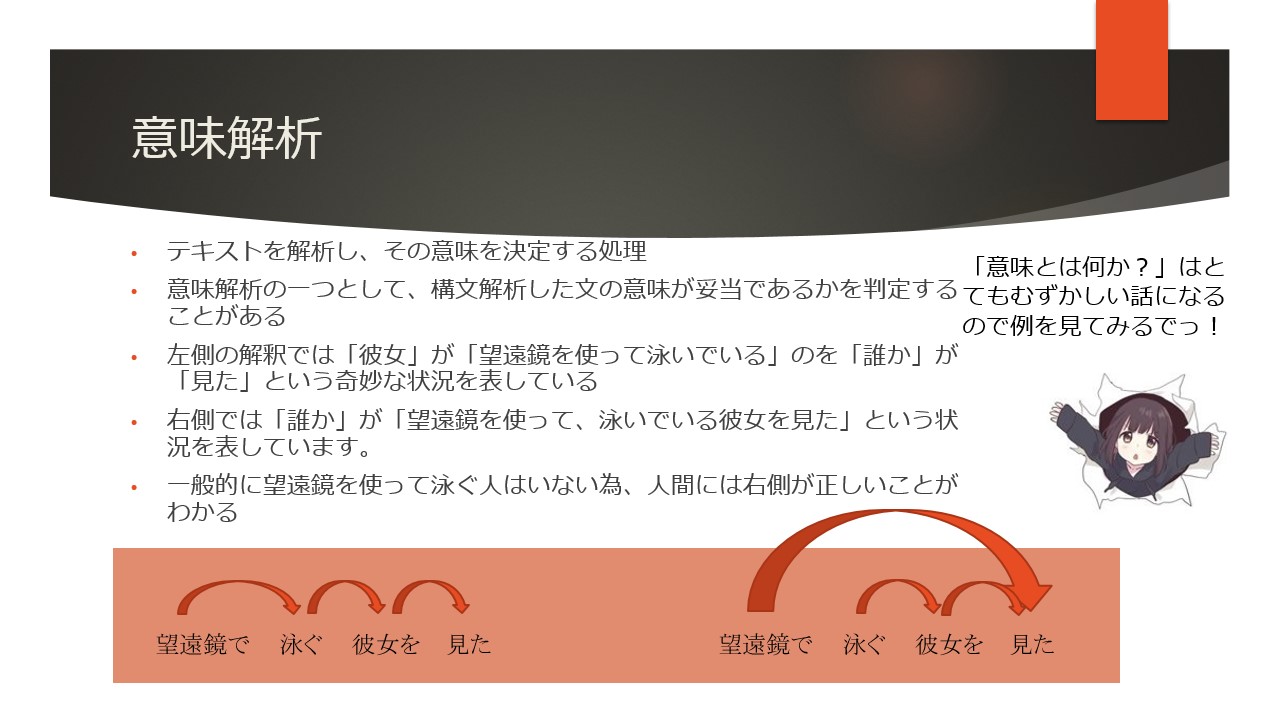 意味解析
• テキストを解析し、その意味を決定する処理
• 意味解析の一つとして、構文解析した文の意味が妥当であるかを判定する
ことがある
• 左側の解釈では「彼女」が「望遠鏡を使って泳いでいる」のを「誰か」が
「見た」という奇妙な状況を表している
• 右側では「誰か」が「望遠鏡を使って、泳いでいる彼女を見た」という状
況を表しています。
• 一般的に望遠鏡を使って泳ぐ人はいない為、人間には右側が正しいことが
わかる
「意味とは何か？」はと
てもむずかしい話になる
ので例を見てみるでっ！
望遠鏡で 泳ぐ 彼女を 見た
望遠鏡で 泳ぐ 彼女を 見た